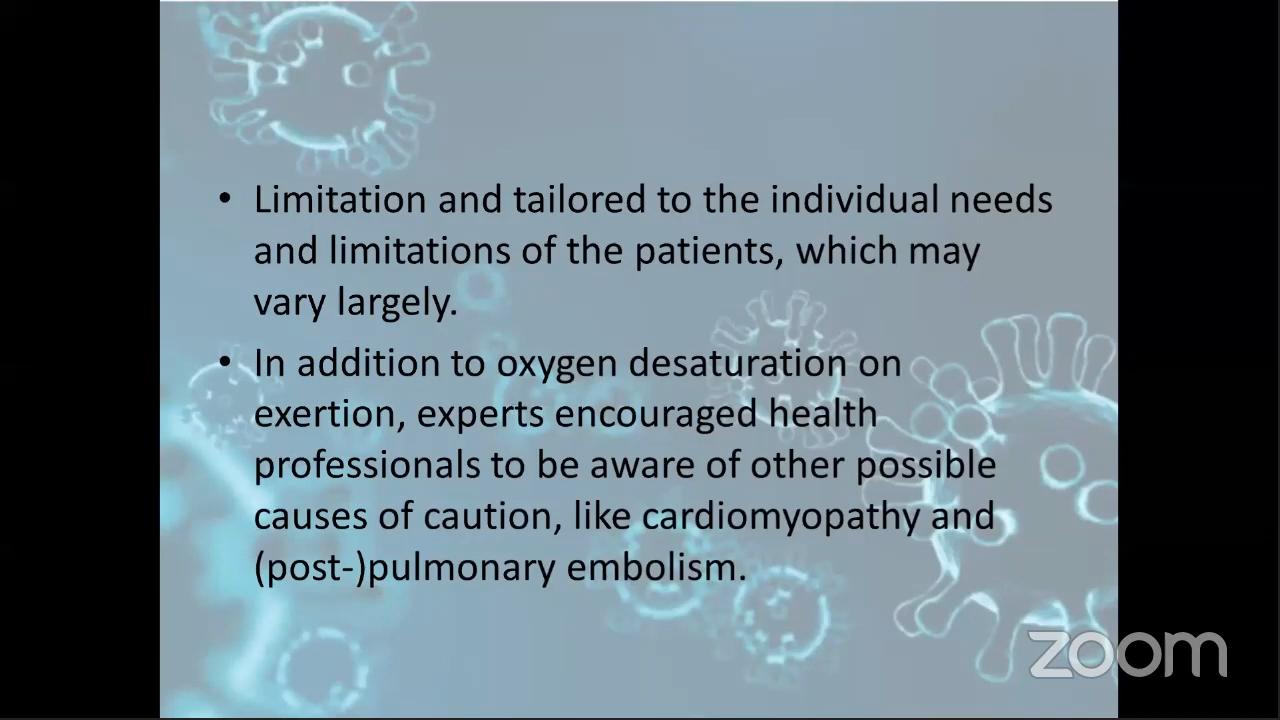 • Limitation and tailored to the individual needs
and limitations of the patients, which may
vary largely.
• In addition to oxygen desaturation on
exertion, experts encouraged health
professionals to be aware of other possible
causes of caution, like cardiomyopathy and
(post-)pulmonary embolism.
zoom